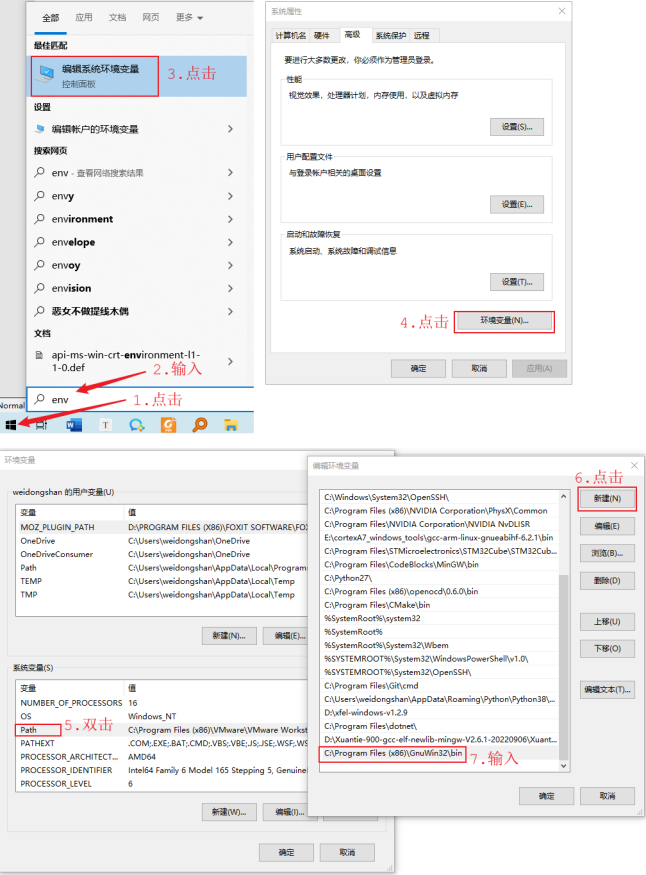 全部 应用 文档 网页 更多
最佳匹配
编辑系统环境变量
控制面板
3.点击
设置
编辑帐户的环境变量
搜索网页
env - 查看网络搜索结果
envy
environment
envelope
envoy
envision
恶女不做提线木偶
文档
api-ms-win-crt-environment-l1-
1-0.def
2.输入
env
1.点击
Normal
系统属性
计算机名 硬件 高级 系统保护 远程
要进行大多数更改，你必须作为管理员登录。
性能
视觉效果，处理器计划，内存使用，以及虚拟内存
设置(S)...
用户配置文件
与登录帐户相关的桌面设置
设置(E)...
启动和故障恢复
系统启动、系统故障和调试信息
设置(T)...
4.点击
环境变量(N)...
确定 取消 应用(A)
环境变量
weidongshan 的用户变量(U)
变量 值
MOZ_PLUGIN_PATH D:\PROGRAM FILES (X86)\FOXIT SOFTWARE\FO
OneDrive C:\Users\weidongshan\OneDrive
OneDriveConsumer C:\Users\weidongshan\OneDrive
Path C:\Users\weidongshan\AppData\Local\Program
TEMP C:\Users\weidongshan\AppData\Local\Temp
TMP C:\Users\weidongshan\AppData\Local\Temp
新建(N)... 编辑(E)...
系统变量(S)
变量 值
NUMBER_OF_PROCESSORS 16
OS Windows_NT
Path C:\Program Files (x86)\VMware\VMware Workst
5.双击
PATHEXT .COM;.EXE;.BAT;.CMD;.VBS;.VBE;.JS;.JSE;.WSF;.WS
PROCESSOR_ARCHITECT... AMD64
PROCESSOR_IDENTIFIER Intel64 Family 6 Model 165 Stepping 5, Genuine
PROCESSOR_LEVEL 6
新建(W)... 编辑(I)...
确定 取消
编辑环境变量
6.点击
C:\Windows\System32\OpenSSH\
C:\Program Files (x86)\NVIDIA Corporation\PhysX\Common
C:\Program Files\NVIDIA Corporation\NVIDIA NvDLISR
E:\cortexA7_windows_tools\gcc-arm-linux-gnueabihf-6.2.1\bin
C:\Program Files\STMicroelectronics\STM32Cube\STM32Cub...
C:\Program Files\CodeBlocks\MinGW\bin
C:\Python27\
C:\Program Files (x86)\openocd\0.6.0\bin
C:\Program Files\CMake\bin
%SystemRoot%\system32
%SystemRoot%
%SystemRoot%\System32\Wbem
%SYSTEMROOT%\System32\WindowsPowerShell\v1.0\
%SYSTEMROOT%\System32\OpenSSH\
C:\Program Files\Git\cmd
C:\Users\weidongshan\AppData\Roaming\Python\Python38\...
D:\xfel-windows-v1.2.9
C:\Program Files\dotnet\
D:\Xuantie-900-gcc-elf-newlib-mingw-V2.6.1-20220906\Xuant...
C:\Program Files (x86)\GnuWin32\bin
7.输入
新建(N)
编辑(E)
浏览(B)...
删除(D)
上移(U)
下移(O)
编辑文本(T)...
确定 取消